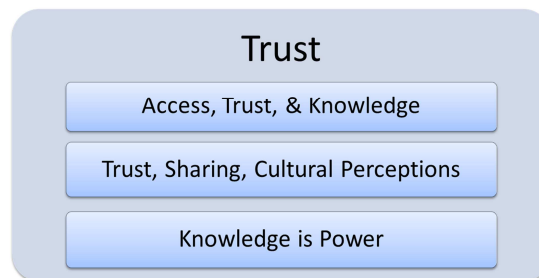 Trust
Access, Trust, & Knowledge
Trust, Sharing, Cultural Perceptions
Knowledge is Power